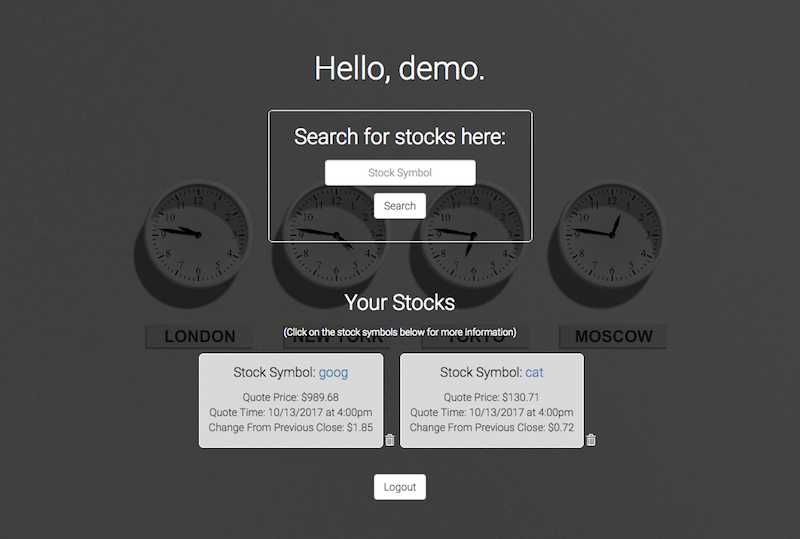 Hello, demo.
Search for stocks here:
Stock Symbol
Search
Your Stocks
(Click on the stock symbols below for more information)
LONDON
NEW YORK
TOKYO
MOSCOW
Stock Symbol: goog
Quote Price: $989.68
Quote Time: 10/13/2017 at 4:00pm
Change From Previous Close: $1.85
Stock Symbol: cat
Quote Price: $130.71
Quote Time: 10/13/2017 at 4:00pm
Change From Previous Close: $0.72
Logout